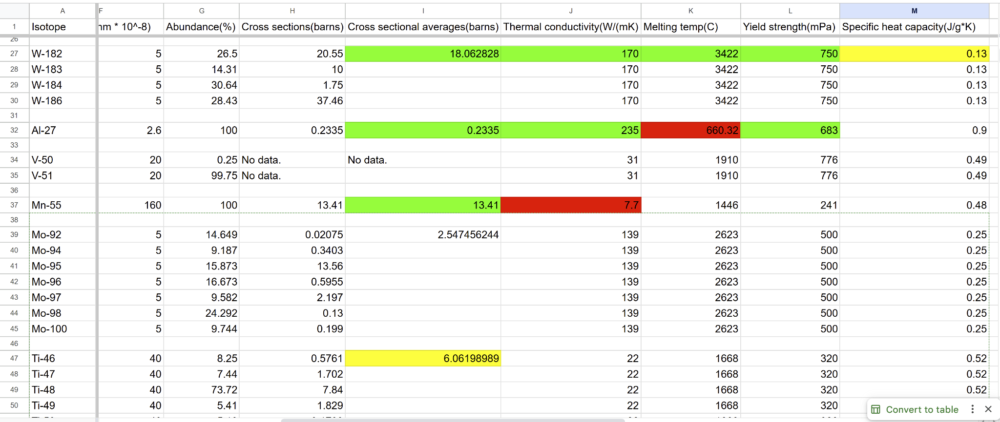 A F G H I J K L M
1 Isotope nm * 10^-8) Abundance(%) Cross sections(barns) Cross sectional averages(barns) Thermal conductivity(W/(mK) Melting temp(C) Yield strength(mPa) Specific heat capacity(J/g*K)
26
27 W-182 5 26.5 20.55 18.062828 170 3422 750 0.13
28 W-183 5 14.31 10 170 3422 750 0.13
29 W-184 5 30.64 1.75 170 3422 750 0.13
30 W-186 5 28.43 37.46 170 3422 750 0.13
31
32 Al-27 2.6 100 0.2335 0.2335 235 660.32 683 0.9
33
34 V-50 20 0.25 No data. No data. 31 1910 776 0.49
35 V-51 20 99.75 No data. 31 1910 776 0.49
36
37 Mn-55 160 100 13.41 13.41 7.7 1446 241 0.48
38
39 Mo-92 5 14.649 0.02075 2.547456244 139 2623 500 0.25
40 Mo-94 5 9.187 0.3403 139 2623 500 0.25
41 Mo-95 5 15.873 13.56 139 2623 500 0.25
42 Mo-96 5 16.673 0.5955 139 2623 500 0.25
43 Mo-97 5 9.582 2.197 139 2623 500 0.25
44 Mo-98 5 24.292 0.13 139 2623 500 0.25
45 Mo-100 5 9.744 0.199 139 2623 500 0.25
46
47 Ti-46 40 8.25 0.5761 6.06198989 22 1668 320 0.52
48 Ti-47 40 7.44 1.702 22 1668 320 0.52
49 Ti-48 40 73.72 7.84 22 1668 320 0.52
50 Ti-49 40 5.41 1.829 22 1668 320
Convert to table